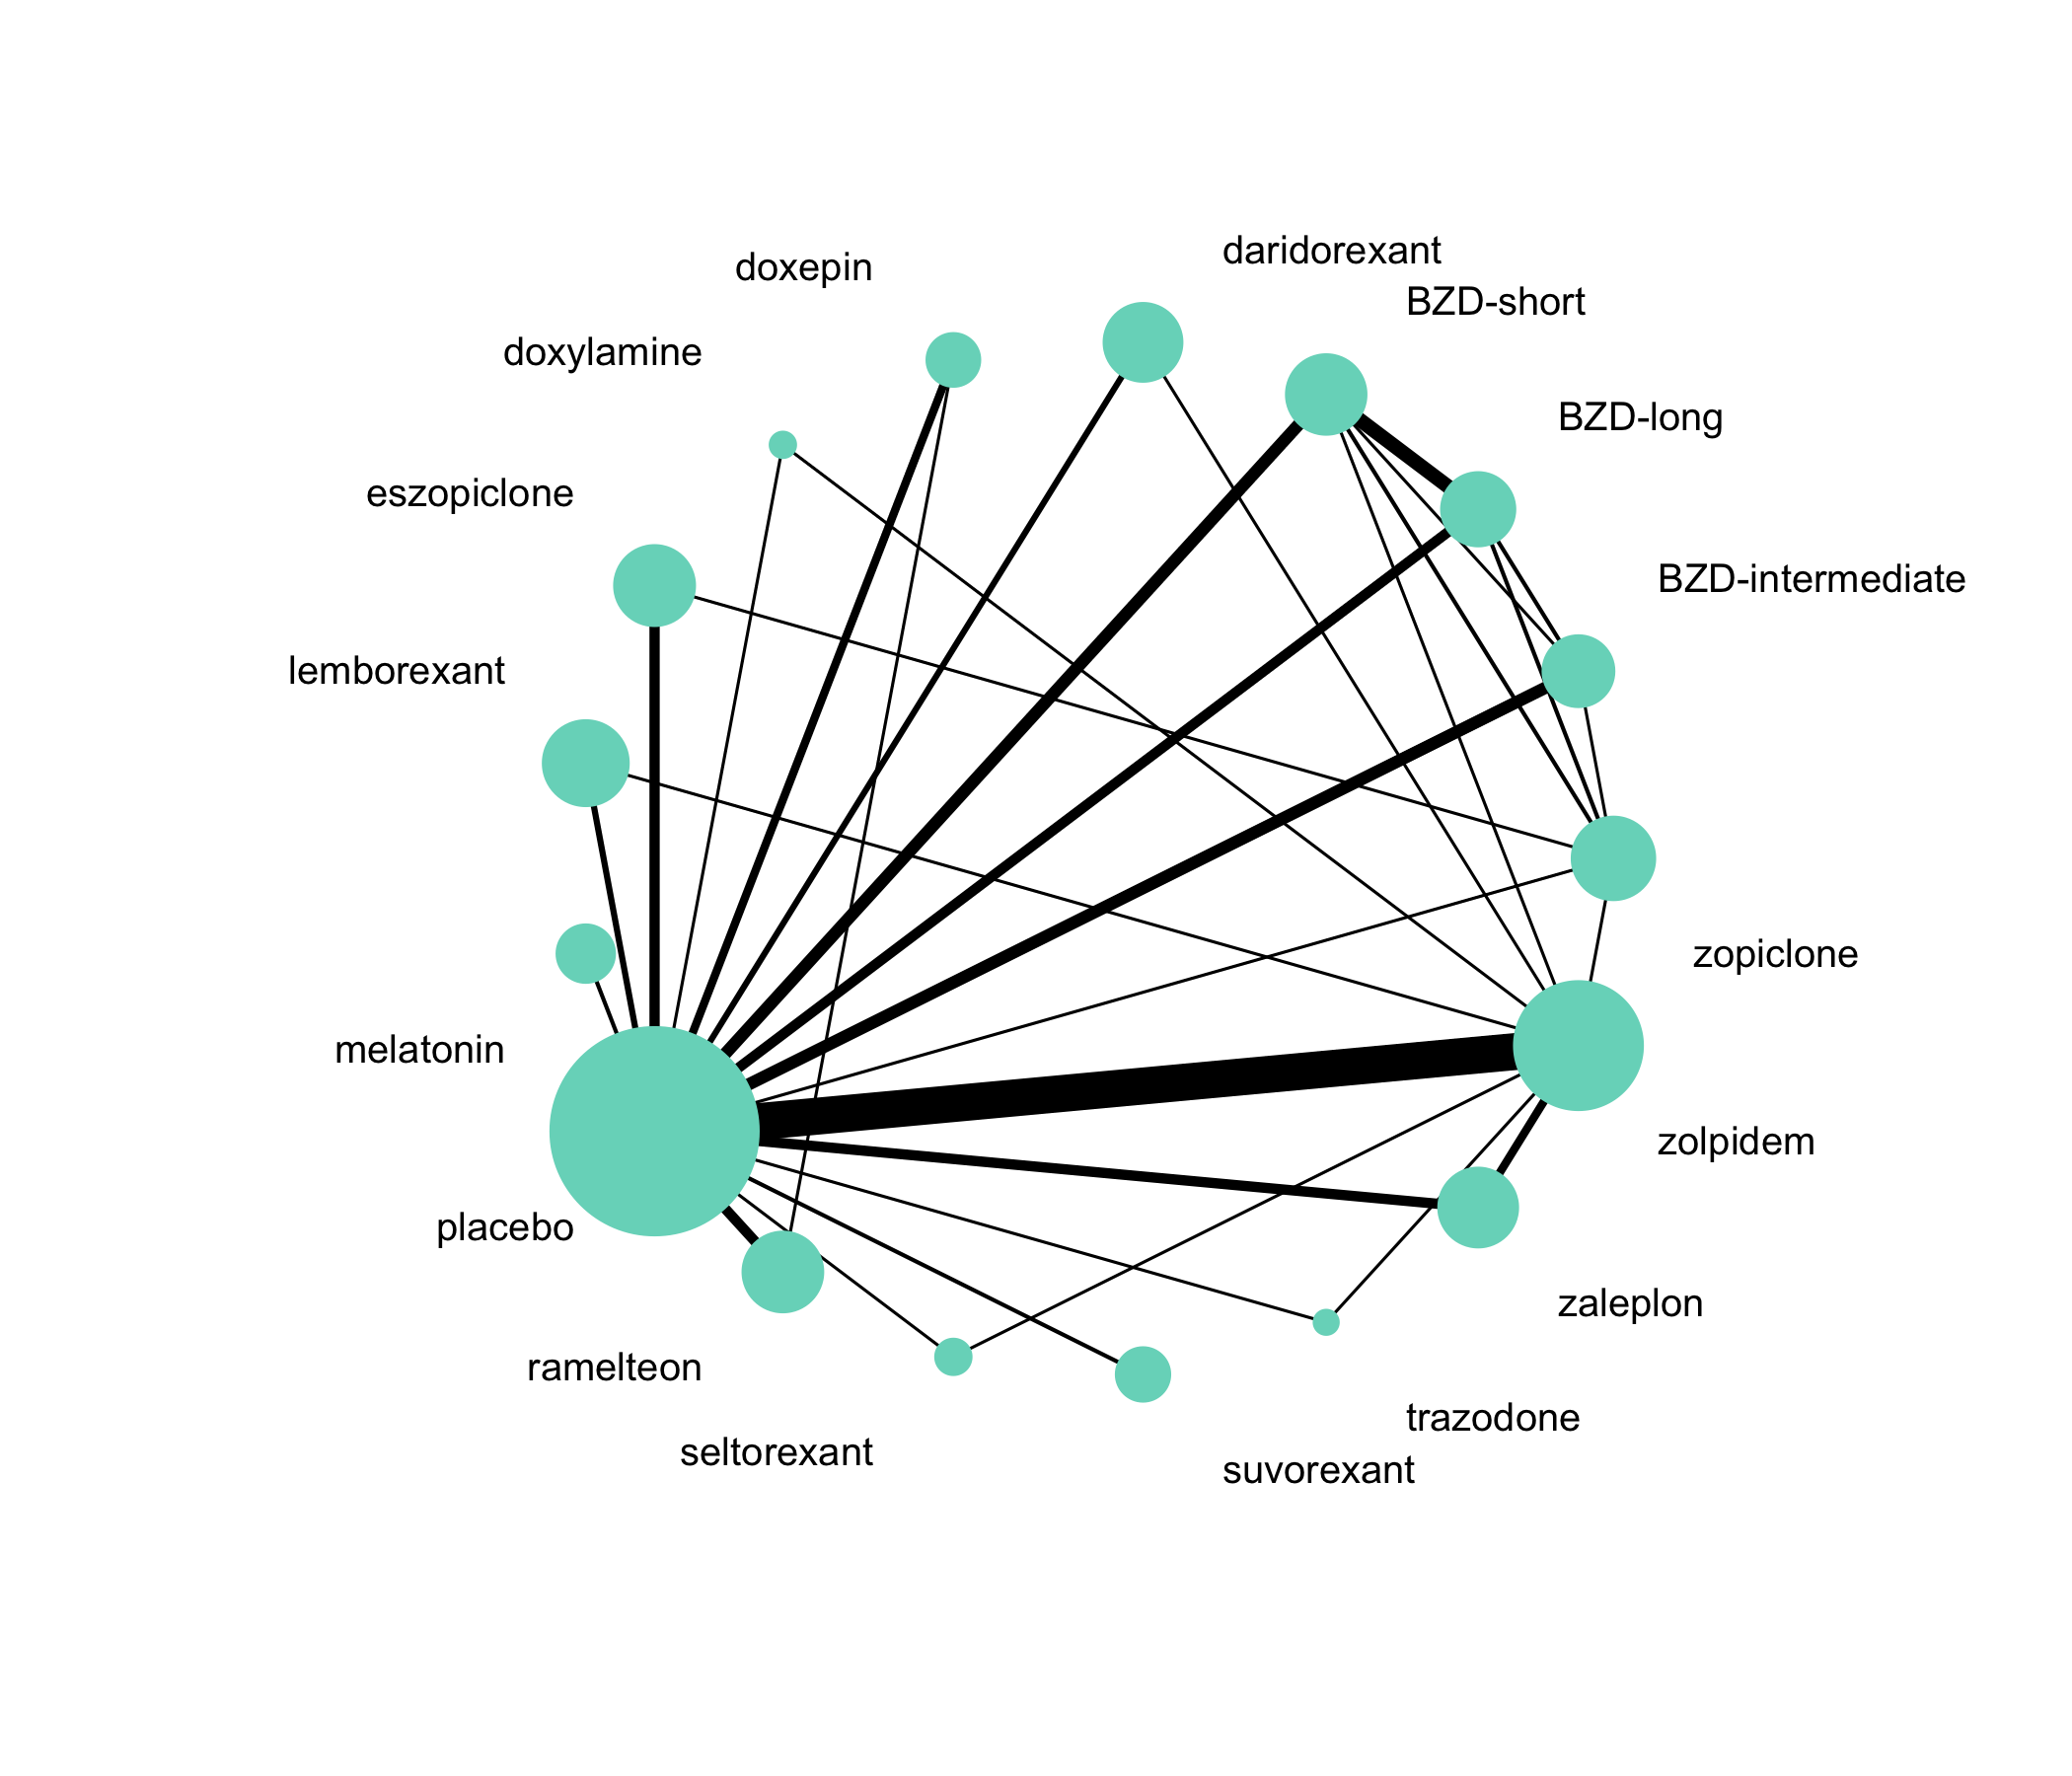 daridorexant
doxepin
BZD-short
doxylamine
BZD-long
eszopiclone
BZD-intermediate
lemborexant
zopiclone
melatonin
zolpidem
placebo
zaleplon
ramelteon
trazodone
seltorexant
suvorexant